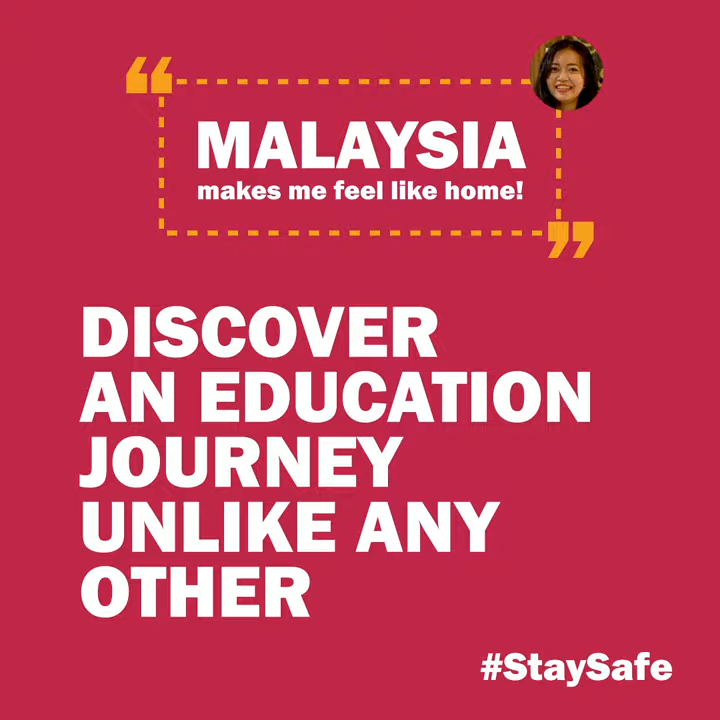 “
MALAYSIA
makes me feel like home!
”
DISCOVER
AN EDUCATION
JOURNEY
UNLIKE ANY
OTHER
#StaySafe